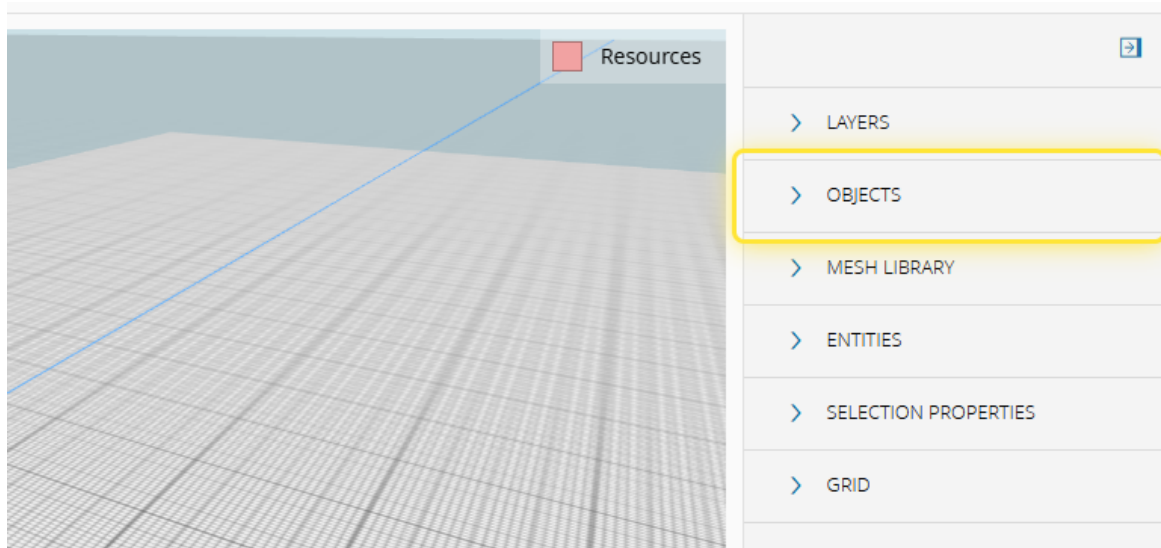 Resources
LAYERS
OBJECTS
MESH LIBRARY
ENTITIES
SELECTION PROPERTIES
GRID